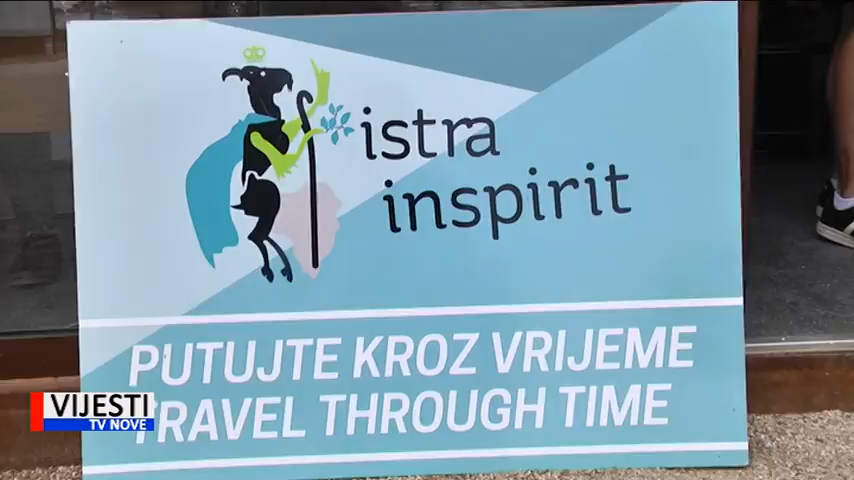 istra
inspirit
PUTUJTE KROZ VRIJEME
TRAVEL THROUGH TIME
VIJESTI
TV NOVE